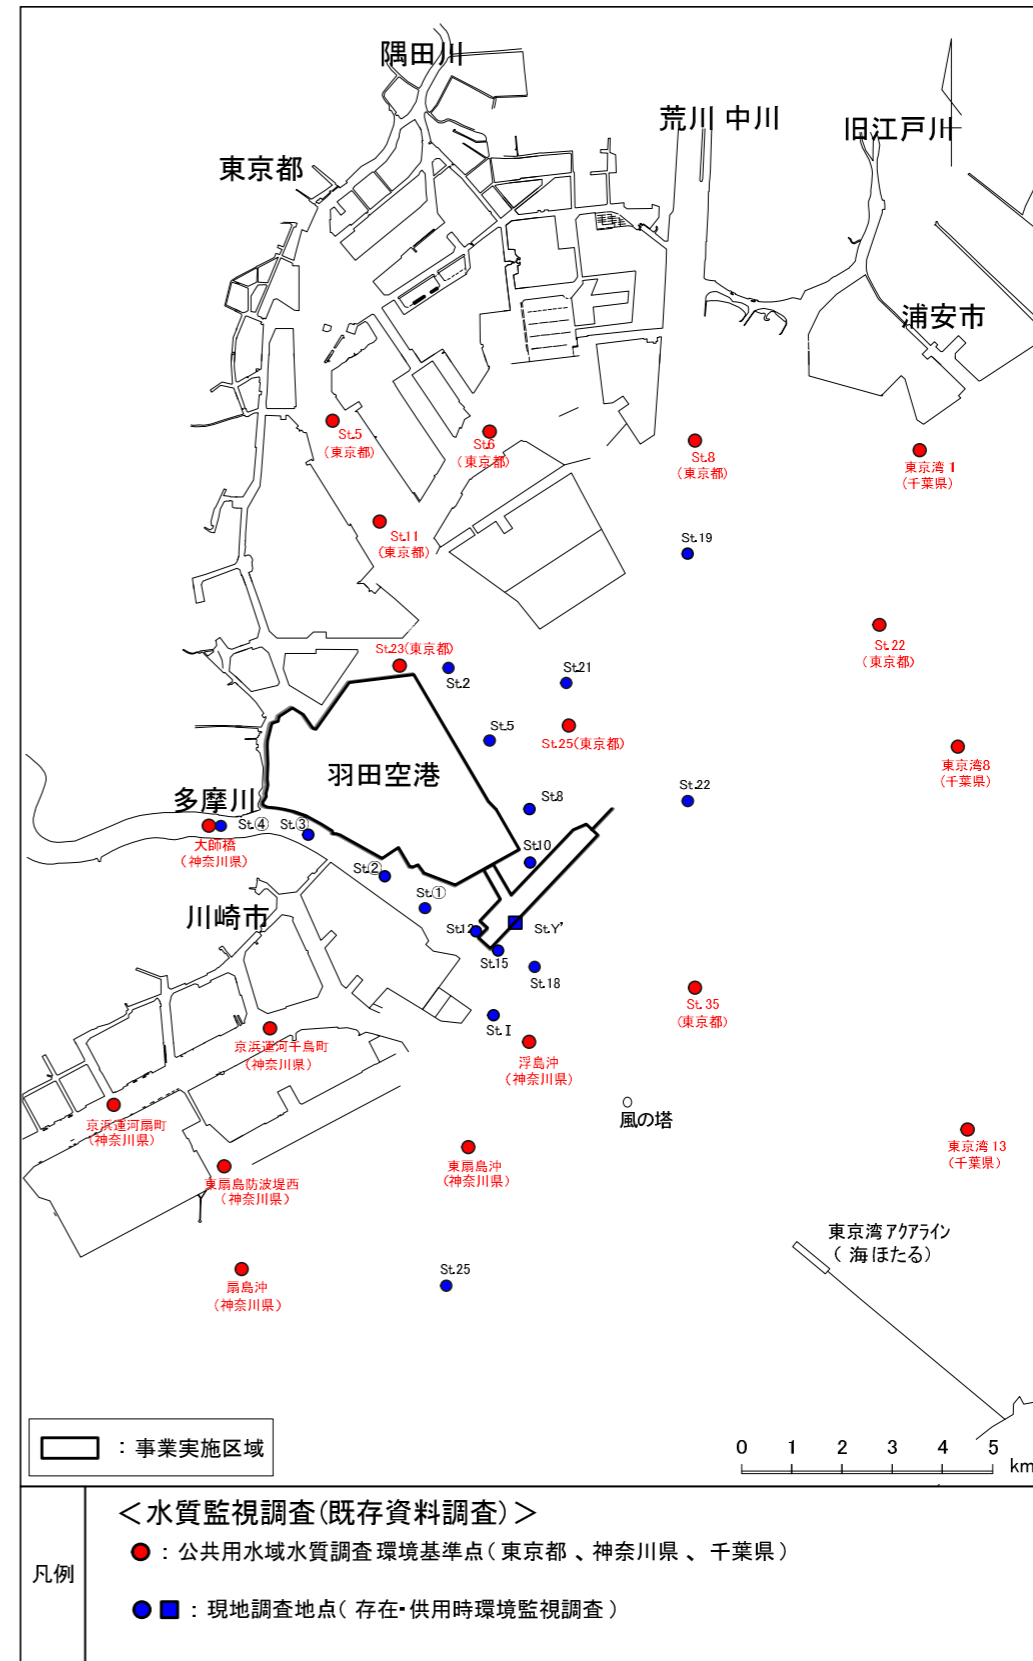 隅田川
荒川 中川
旧江戸川
東京都
浦安市
St.5
(東京都)
St.6
(東京都)
St.8
(東京都)
東京湾 1
(千葉県)
St.11
(東京都)
St.19
St.22
(東京都)
St.23(東京都)
St.2
St.21
St.5
St.25(東京都)
東京湾8
(千葉県)
羽田空港
St.22
多摩川
St.8
St.④
St.③
大師橋
(神奈川県)
St.10
St.②
St.①
川崎市
St.12
St.Y'
St.15
St.18
St.35
(東京都)
St.I
京浜運河千鳥町
(神奈川県)
浮島沖
(神奈川県)
風の塔
京浜運河扇町
(神奈川県)
東扇島沖
(神奈川県)
東京湾 13
(千葉県)
東扇島防波堤西
(神奈川県)
東京湾アクアライン
( 海ほたる)
St.25
扇島沖
(神奈川県)
: 事業実施区域
0 1 2 3 4 5
km
凡例
＜水質監視調査(既存資料調査)＞
: 公共用水域水質調査環境基準点( 東京都 、神奈川県 、 千葉県 )
: 現地調査地点( 存在・供用時環境監視調査 )